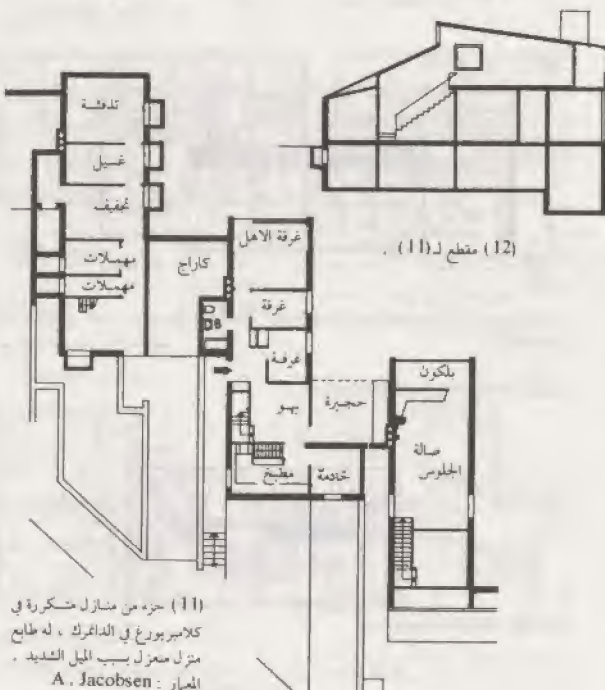 تدفئة
غسيل
تجفيف
مهملات
مهملات
كاراج
غرفة الاهل
غرفة
غرفة
بهو
حجيرة
مطبخ
خادمة
بلكون
صالة
الجلوس
(12) مقطع لـ (11) .
(11) جزء من منازل متكررة في
كلامبربورغ في الدانمرك ، له طابع
منزل منعزل بسبب الميل الشديد .
المعمار : A . Jacobsen